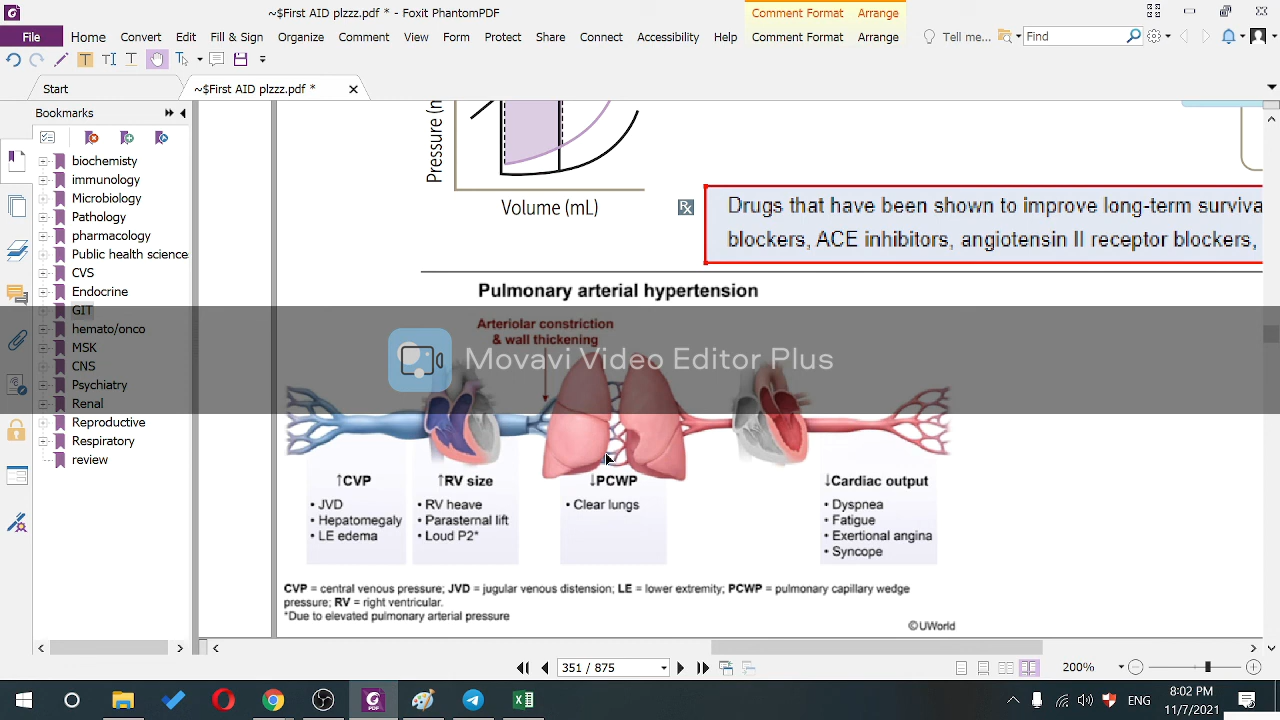 ~$First AID plzzz.pdf * - Foxit PhantomPDF
Comment Format Arrange
File Home Convert Edit Fill & Sign Organize Comment View Form Protect Share Connect Accessibility Help Comment Format Arrange Tell me... Find
Start
~$First AID plzzz.pdf *
Bookmarks
biochemisty
immunology
Microbiology
Pathology
pharmacology
Public health science
CVS
Endocrine
GIT
hemato/onco
MSK
CNS
Psychiatry
Renal
Reproductive
Respiratory
review
Pressure (m
Volume (mL)
Rx
Drugs that have been shown to improve long-term surviva
blockers, ACE inhibitors, angiotensin II receptor blockers,
Pulmonary arterial hypertension
Arteriolar constriction
& wall thickening
Movavi Video Editor Plus
↑CVP
• JVD
• Hepatomegaly
• LE edema
↑RV size
• RV heave
• Parasternal lift
• Loud P2*
↓PCWP
• Clear lungs
↓Cardiac output
• Dyspnea
• Fatigue
• Exertional angina
• Syncope
CVP = central venous pressure; JVD = jugular venous distension; LE = lower extremity; PCWP = pulmonary capillary wedge
pressure; RV = right ventricular.
*Due to elevated pulmonary arterial pressure
©UWorld
351 / 875
200%
ENG
8:02 PM
11/7/2021